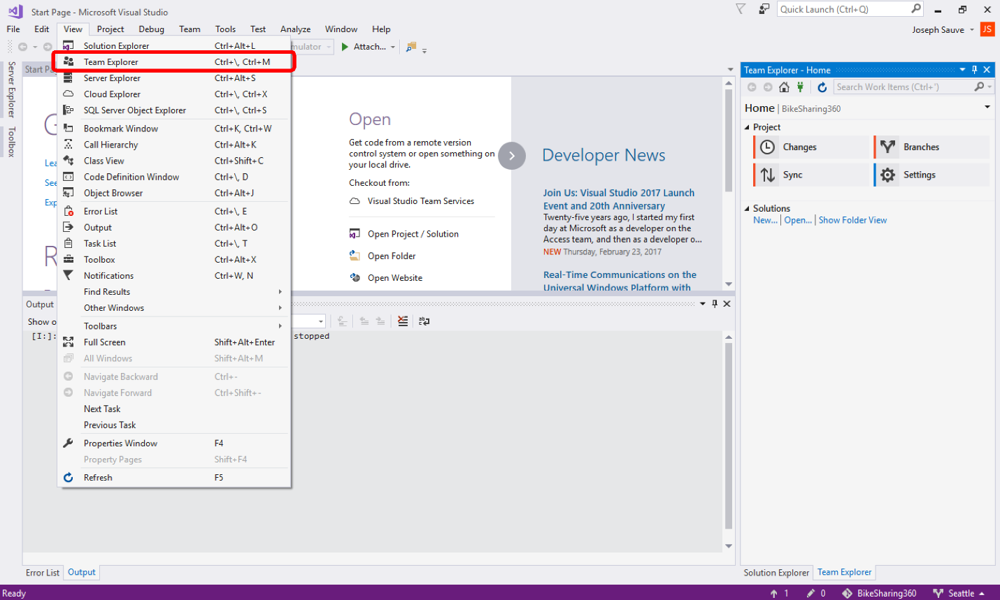 Start Page - Microsoft Visual Studio
Quick Launch (Ctrl+Q)
File Edit View Project Debug Team Tools Test Analyze Window Help
Joseph Sauve JS
Attach...
Server Explorer
Toolbox
Solution Explorer Ctrl+Alt+L
Team Explorer Ctrl+\, Ctrl+M
Server Explorer Ctrl+Alt+S
Cloud Explorer Ctrl+\, Ctrl+X
SQL Server Object Explorer Ctrl+\, Ctrl+S
Bookmark Window Ctrl+K, Ctrl+W
Call Hierarchy Ctrl+Alt+K
Class View Ctrl+Shift+C
Code Definition Window Ctrl+\, D
Object Browser Ctrl+Alt+J
Error List Ctrl+\, E
Output Ctrl+Alt+O
Task List Ctrl+\, T
Toolbox Ctrl+Alt+X
Notifications Ctrl+W, N
Find Results
Other Windows
Toolbars
Full Screen Shift+Alt+Enter
All Windows Shift+Alt+M
Navigate Backward Ctrl+-
Navigate Forward Ctrl+Shift+-
Next Task
Previous Task
Properties Window F4
Property Pages Shift+F4
Refresh F5
Start
Open
Get code from a remote version
control system or open something on
your local drive.
Checkout from:
Visual Studio Team Services
Open Project / Solution
Open Folder
Open Website
Developer News
Join Us: Visual Studio 2017 Launch
Event and 20th Anniversary
Twenty-five years ago, I started my first
day at Microsoft as a developer on the
Access team, and then as a developer o...
NEW Thursday, February 23, 2017
Real-Time Communications on the
Universal Windows Platform with
Output
Show
[I:]:
stopped
Error List Output
Team Explorer - Home
Search Work Items (Ctrl+')
Home | BikeSharing360
Project
Changes Branches
Sync Settings
Solutions
New... | Open... | Show Folder View
Solution Explorer Team Explorer
Ready
1 0 BikeSharing360 Seattle